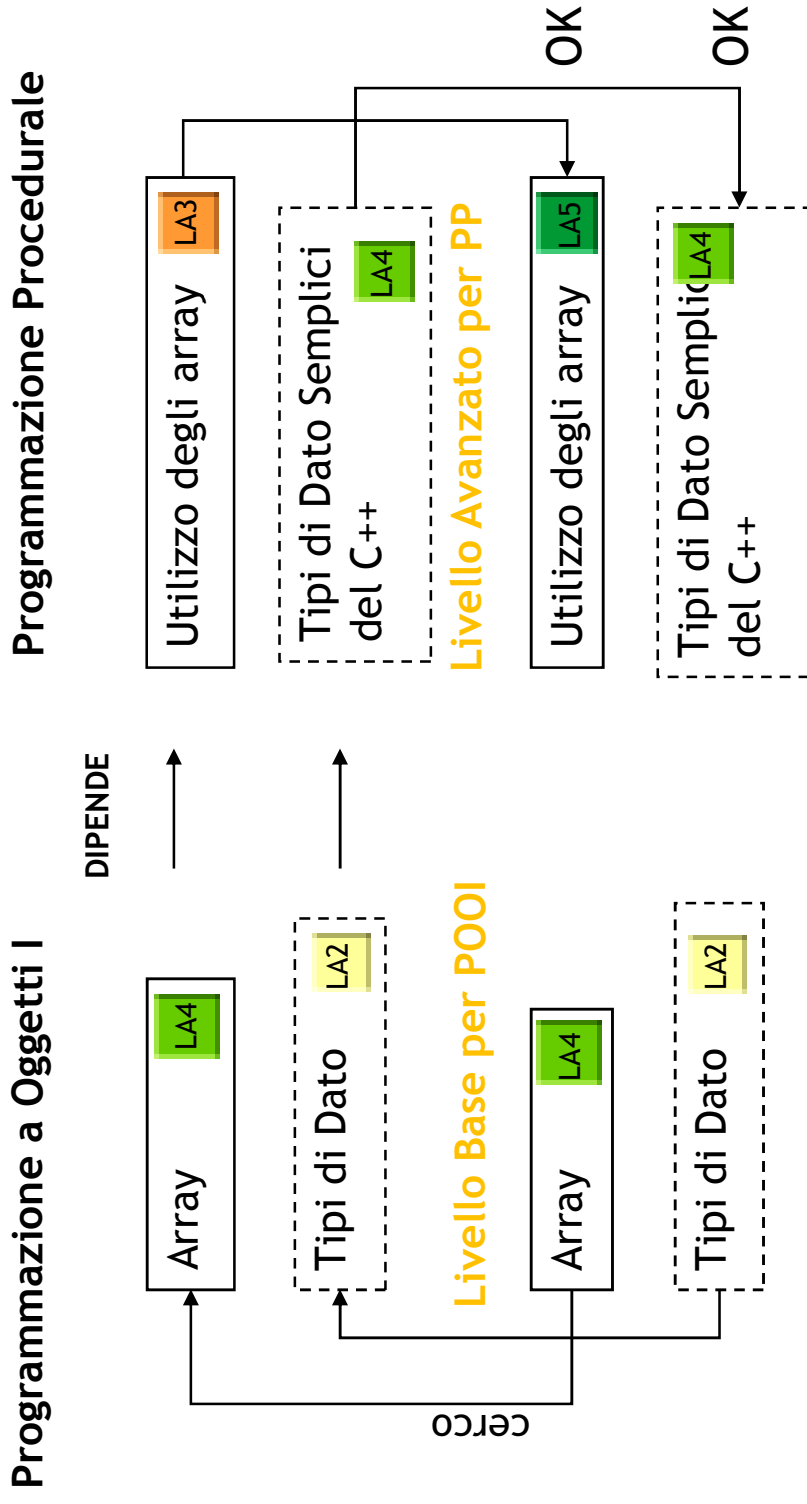 Programmazione a Oggetti I
Programmazione Procedurale
DIPENDE
Array
LA4
Utilizzo degli array
LA3
Tipi di Dato
LA2
Tipi di Dato Semplici
del C++
LA4
Livello Base per POOI
Livello Avanzato per PP
cerco
Array
LA4
Utilizzo degli array
LA5
OK
Tipi di Dato
LA2
Tipi di Dato Semplic
del C++
LA4
OK